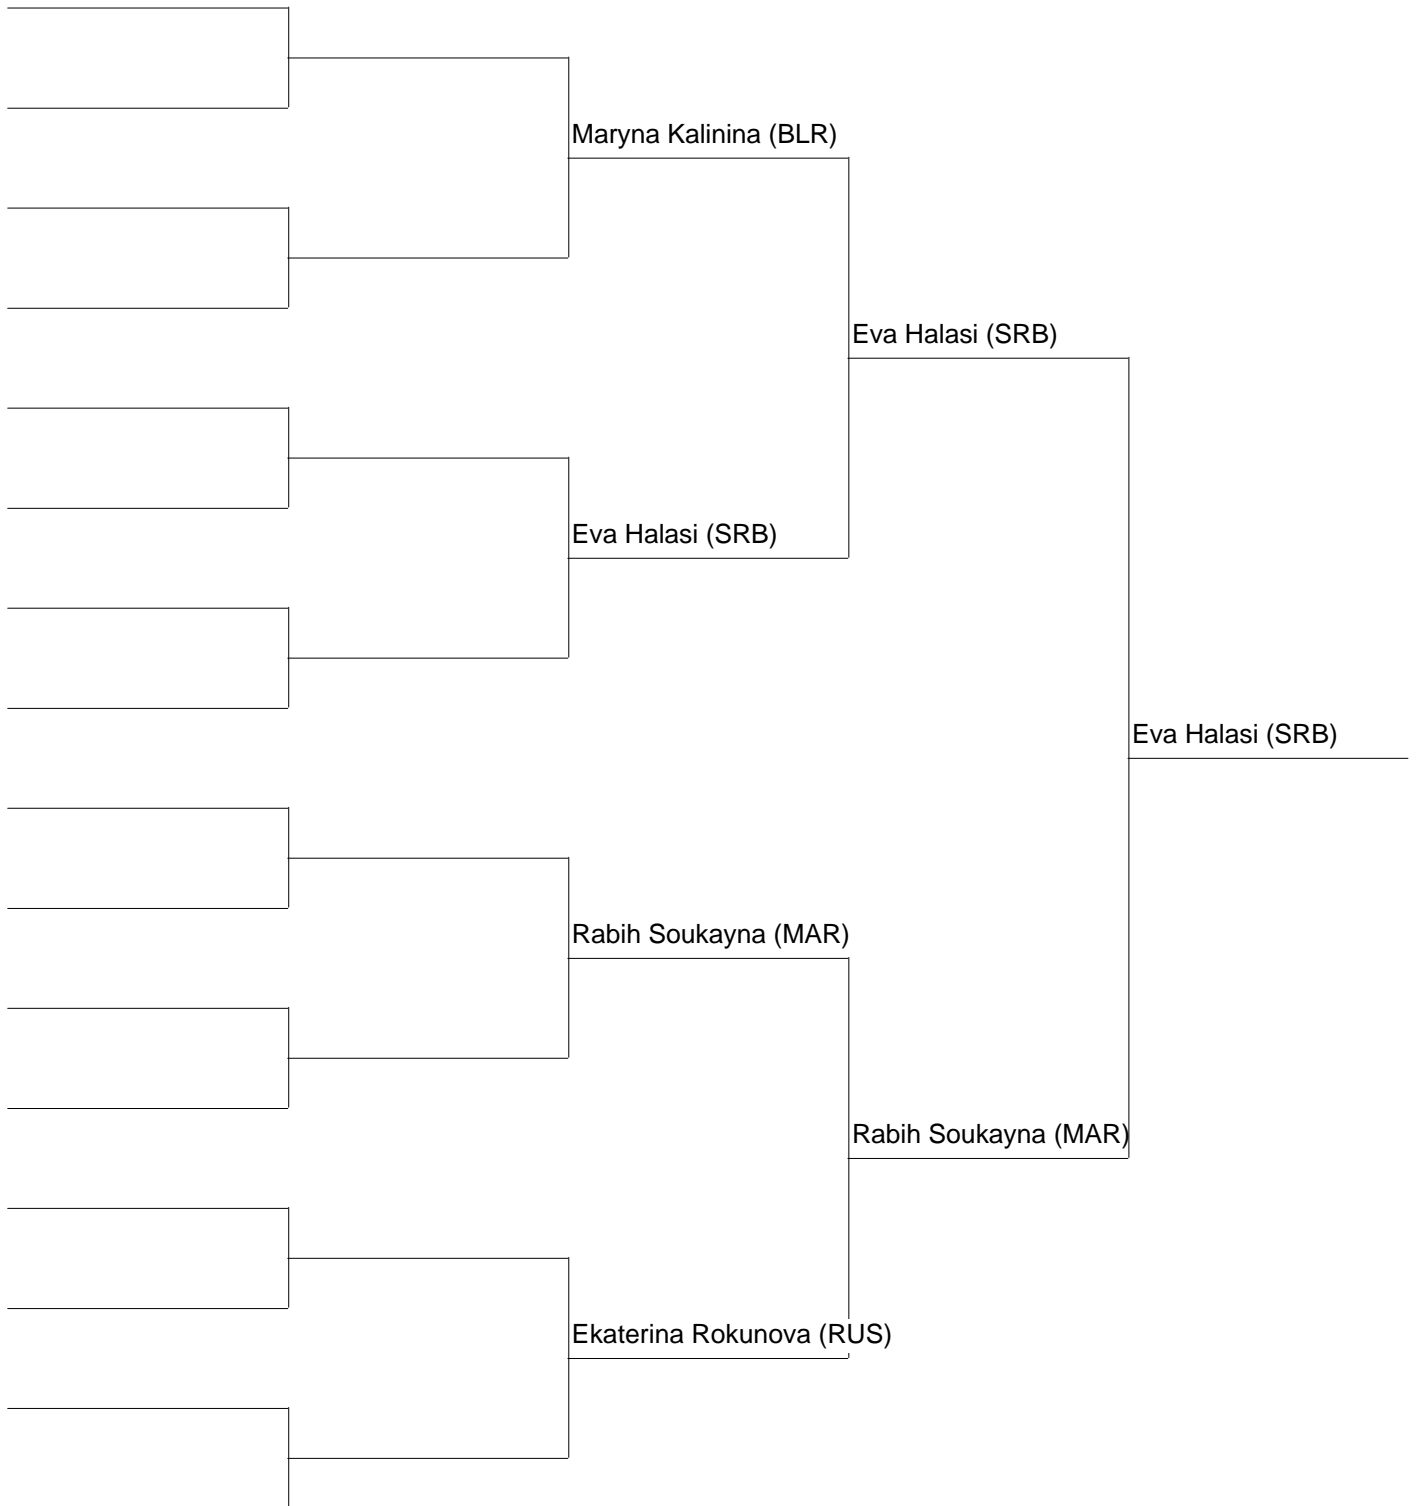 Maryna Kalinina (BLR)
Eva Halasi (SRB)
Eva Halasi (SRB)
Eva Halasi (SRB)
Rabih Soukayna (MAR)
Rabih Soukayna (MAR)
Ekaterina Rokunova (RUS)